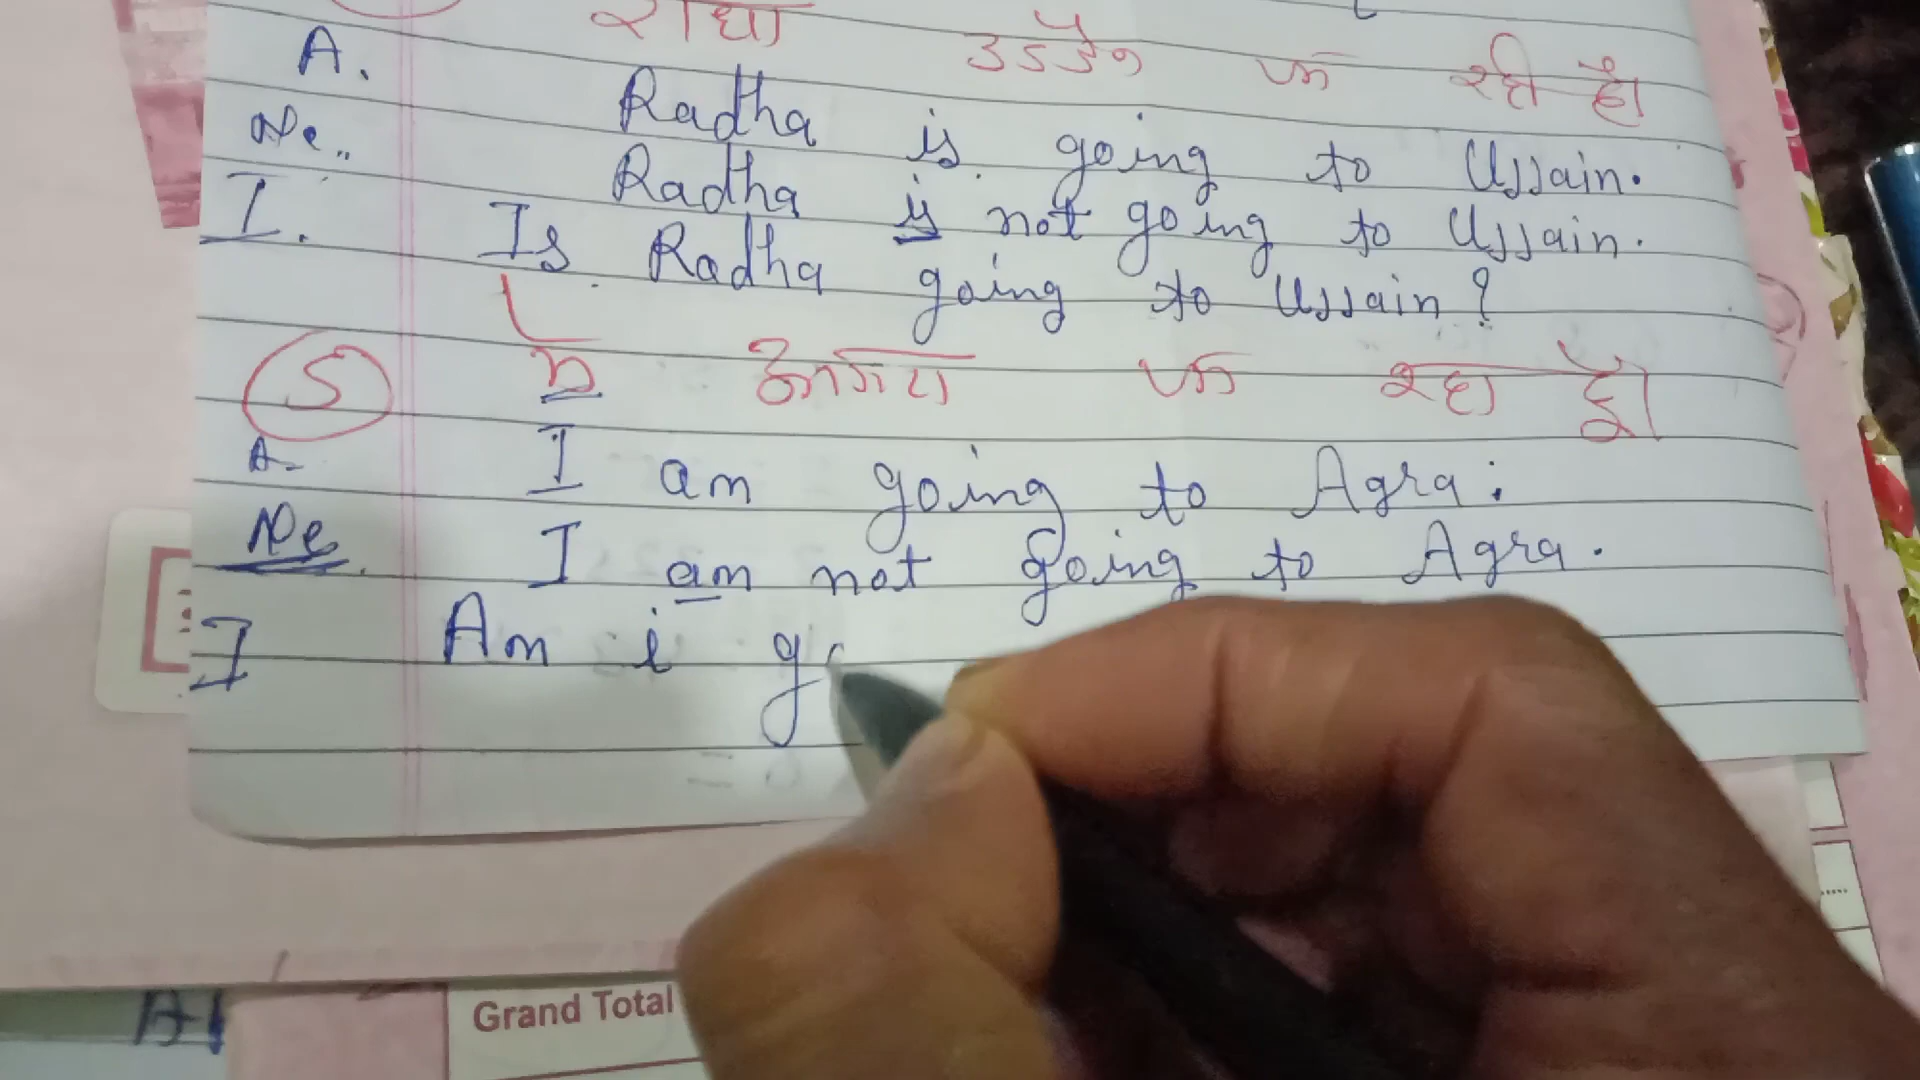 राधा उज्जैन जा रही है।
A. Radha is going to Ujjain.
Ne.. Radha is not going to Ujjain.
I. Is Radha going to Ujjain?
5 मैं आगरा जा रहा हूँ।
A- I am going to Agra.
Ne. I am not going to Agra.
I Am i go
Grand Total